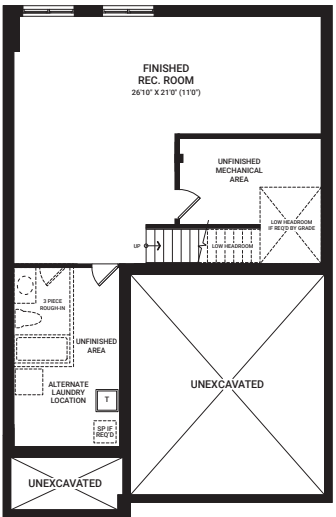 FINISHED
REC. ROOM
26'10" X 21'0" (11'0")
UNFINISHED
MECHANICAL
AREA
LOW HEADROOM
IF REQ'D BY GRADE
UP
LOW HEADROOM
3 PIECE
ROUGH-IN
UNFINISHED
AREA
ALTERNATE
LAUNDRY
LOCATION
T
SP IF
REQ'D
UNEXCAVATED
UNEXCAVATED